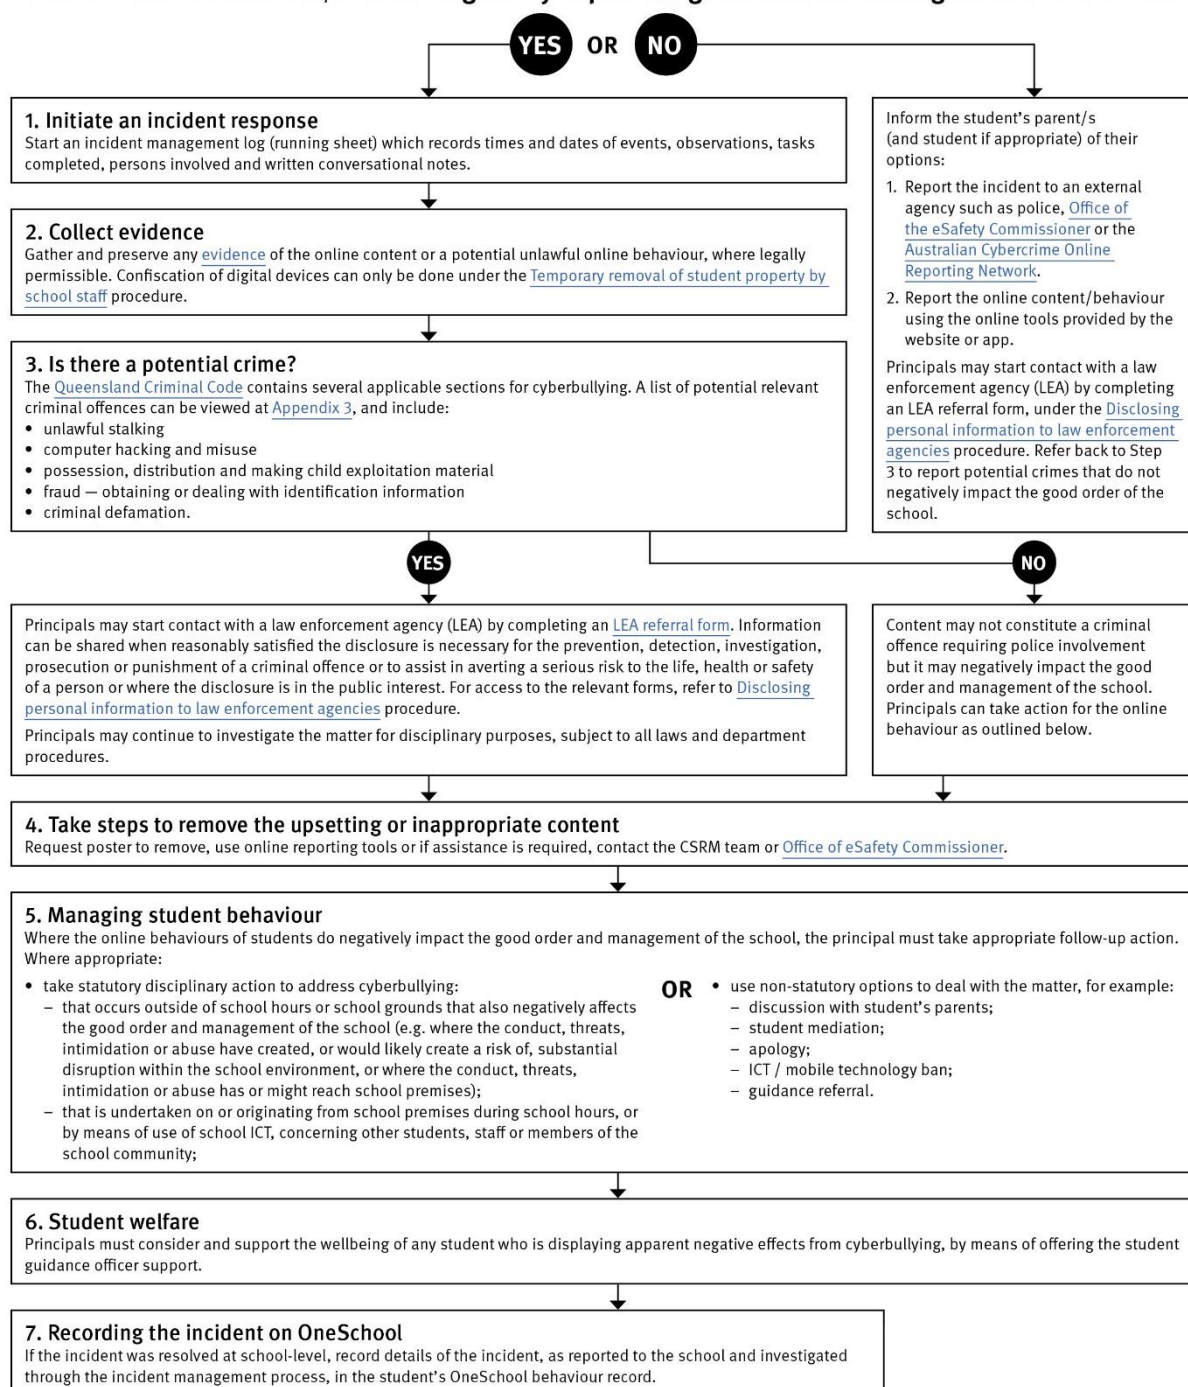 YES OR NO
1. Initiate an incident response
Start an incident management log (running sheet) which records times and dates of events, observations, tasks
completed, persons involved and written conversational notes.
2. Collect evidence
Gather and preserve any evidence of the online content or a potential unlawful online behaviour, where legally
permissible. Confiscation of digital devices can only be done under the Temporary removal of student property by
school staff procedure.
3. Is there a potential crime?
The Queensland Criminal Code contains several applicable sections for cyberbullying. A list of potential relevant
criminal offences can be viewed at Appendix 3, and include:
• unlawful stalking
• computer hacking and misuse
• possession, distribution and making child exploitation material
• fraud — obtaining or dealing with identification information
• criminal defamation.
Inform the student's parent/s
(and student if appropriate) of their
options:
1. Report the incident to an external
agency such as police, Office of
the eSafety Commissioner or the
Australian Cybercrime Online
Reporting Network.
2. Report the online content/behaviour
using the online tools provided by the
website or app.
Principals may start contact with a law
enforcement agency (LEA) by completing
an LEA referral form, under the Disclosing
personal information to law enforcement
agencies procedure. Refer back to Step
3 to report potential crimes that do not
negatively impact the good order of the
school.
YES
NO
Principals may start contact with a law enforcement agency (LEA) by completing an LEA referral form. Information
can be shared when reasonably satisfied the disclosure is necessary for the prevention, detection, investigation,
prosecution or punishment of a criminal offence or to assist in averting a serious risk to the life, health or safety
of a person or where the disclosure is in the public interest. For access to the relevant forms, refer to Disclosing
personal information to law enforcement agencies procedure.
Principals may continue to investigate the matter for disciplinary purposes, subject to all laws and department
procedures.
Content may not constitute a criminal
offence requiring police involvement
but it may negatively impact the good
order and management of the school.
Principals can take action for the online
behaviour as outlined below.
4. Take steps to remove the upsetting or inappropriate content
Request poster to remove, use online reporting tools or if assistance is required, contact the CSRM team or Office of eSafety Commissioner.
5. Managing student behaviour
Where the online behaviours of students do negatively impact the good order and management of the school, the principal must take appropriate follow-up action.
Where appropriate:
• take statutory disciplinary action to address cyberbullying:
– that occurs outside of school hours or school grounds that also negatively affects
the good order and management of the school (e.g. where the conduct, threats,
intimidation or abuse have created, or would likely create a risk of, substantial
disruption within the school environment, or where the conduct, threats,
intimidation or abuse has or might reach school premises);
– that is undertaken on or originating from school premises during school hours, or
by means of use of school ICT, concerning other students, staff or members of the
school community;
OR
• use non-statutory options to deal with the matter, for example:
– discussion with student's parents;
– student mediation;
– apology;
– ICT / mobile technology ban;
– guidance referral.
6. Student welfare
Principals must consider and support the wellbeing of any student who is displaying apparent negative effects from cyberbullying, by means of offering the student
guidance officer support.
7. Recording the incident on OneSchool
If the incident was resolved at school-level, record details of the incident, as reported to the school and investigated
through the incident management process, in the student's OneSchool behaviour record.